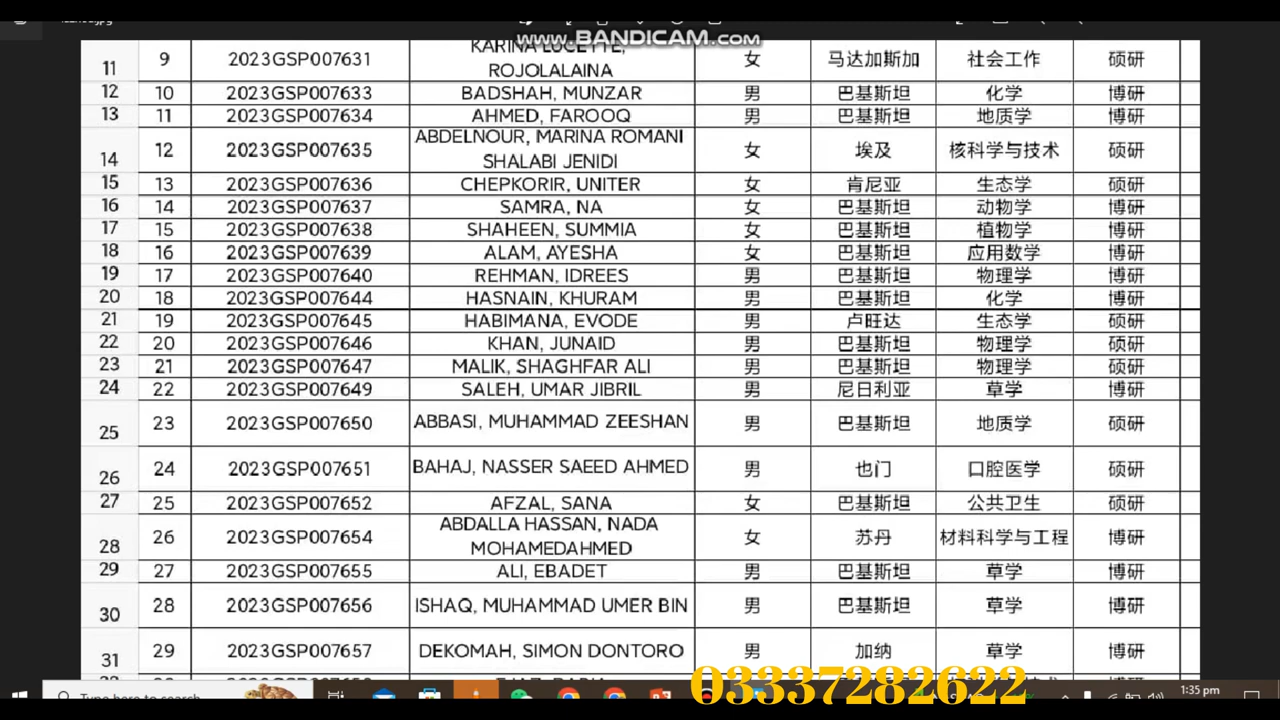 www.BANDICAM.com
11 9 2023GSP007631 KARINA LUCETTE, ROJOLALAINA 女 马达加斯加 社会工作 硕研
12 10 2023GSP007633 BADSHAH, MUNZAR 男 巴基斯坦 化学 博研
13 11 2023GSP007634 AHMED, FAROOQ 男 巴基斯坦 地质学 博研
14 12 2023GSP007635 ABDELNOUR, MARINA ROMANI SHALABI JENIDI 女 埃及 核科学与技术 硕研
15 13 2023GSP007636 CHEPKORIR, UNITER 女 肯尼亚 生态学 硕研
16 14 2023GSP007637 SAMRA, NA 女 巴基斯坦 动物学 博研
17 15 2023GSP007638 SHAHEEN, SUMMIA 女 巴基斯坦 植物学 博研
18 16 2023GSP007639 ALAM, AYESHA 女 巴基斯坦 应用数学 博研
19 17 2023GSP007640 REHMAN, IDREES 男 巴基斯坦 物理学 博研
20 18 2023GSP007644 HASNAIN, KHURAM 男 巴基斯坦 化学 博研
21 19 2023GSP007645 HABIMANA, EVODE 男 卢旺达 生态学 硕研
22 20 2023GSP007646 KHAN, JUNAID 男 巴基斯坦 物理学 硕研
23 21 2023GSP007647 MALIK, SHAGHFAR ALI 男 巴基斯坦 物理学 硕研
24 22 2023GSP007649 SALEH, UMAR JIBRIL 男 尼日利亚 草学 博研
25 23 2023GSP007650 ABBASI, MUHAMMAD ZEESHAN 男 巴基斯坦 地质学 硕研
26 24 2023GSP007651 BAHAJ, NASSER SAEED AHMED 男 也门 口腔医学 硕研
27 25 2023GSP007652 AFZAL, SANA 女 巴基斯坦 公共卫生 硕研
28 26 2023GSP007654 ABDALLA HASSAN, NADA MOHAMEDAHMED 女 苏丹 材料科学与工程 博研
29 27 2023GSP007655 ALI, EBADET 男 巴基斯坦 草学 博研
30 28 2023GSP007656 ISHAQ, MUHAMMAD UMER BIN 男 巴基斯坦 草学 博研
31 29 2023GSP007657 DEKOMAH, SIMON DONTORO 男 加纳 草学 博研
03337282622
Type here to search
1:35 pm